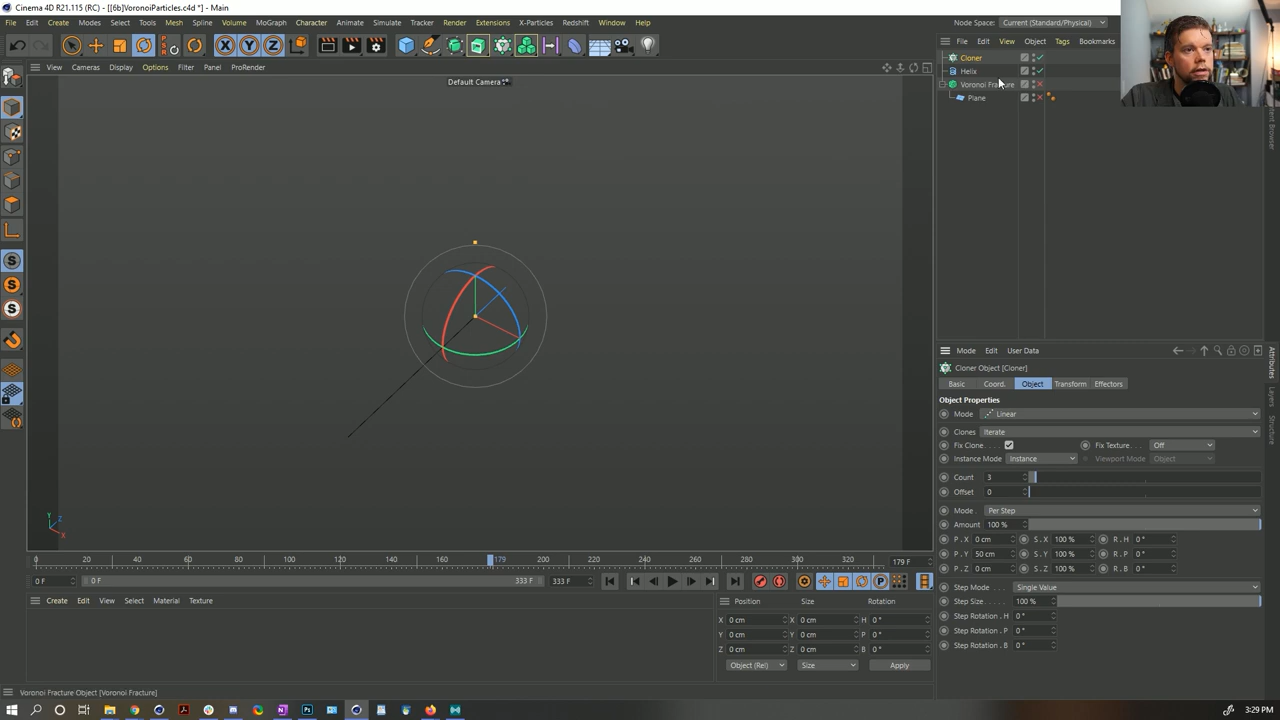 Cinema 4D R21.115 (RC) - [[6b]VoronoiParticles.c4d *] - Main
File Edit Create Modes Select Tools Mesh Spline Volume MoGraph Character Animate Simulate Tracker Render Extensions X-Particles Redshift Window Help
Node Space: Current (Standard/Physical)
X Y Z
File Edit View Object Tags Bookmarks
View Cameras Display Options Filter Panel ProRender
Default Camera
Cloner
Helix
Voronoi Fracture
Plane
Mode Edit User Data
Cloner Object [Cloner]
Basic Coord. Object Transform Effectors
Object Properties
Mode Linear
Clones Iterate
Fix Clone Fix Texture Off
Instance Mode Instance Viewport Mode Object
Count 3
Offset 0
Mode Per Step
Amount 100 %
P . X 0 cm S . X 100 % R . H 0 °
P . Y 50 cm S . Y 100 % R . P 0 °
P . Z 0 cm S . Z 100 % R . B 0 °
Step Mode Single Value
Step Size 100 %
Step Rotation . H 0 °
Step Rotation . P 0 °
Step Rotation . B 0 °
Attributes
Layers
Structure
Y Z X
0 20 40 60 80 100 120 140 160 179 200 220 240 260 280 300 320 179 F
0 F 0 F 333 F 333 F
Create Edit View Select Material Texture
Position Size Rotation
X 0 cm X 0 cm H 0 °
Y 0 cm Y 0 cm P 0 °
Z 0 cm Z 0 cm B 0 °
Object (Rel) Size Apply
Voronoi Fracture Object [Voronoi Fracture]
3:29 PM